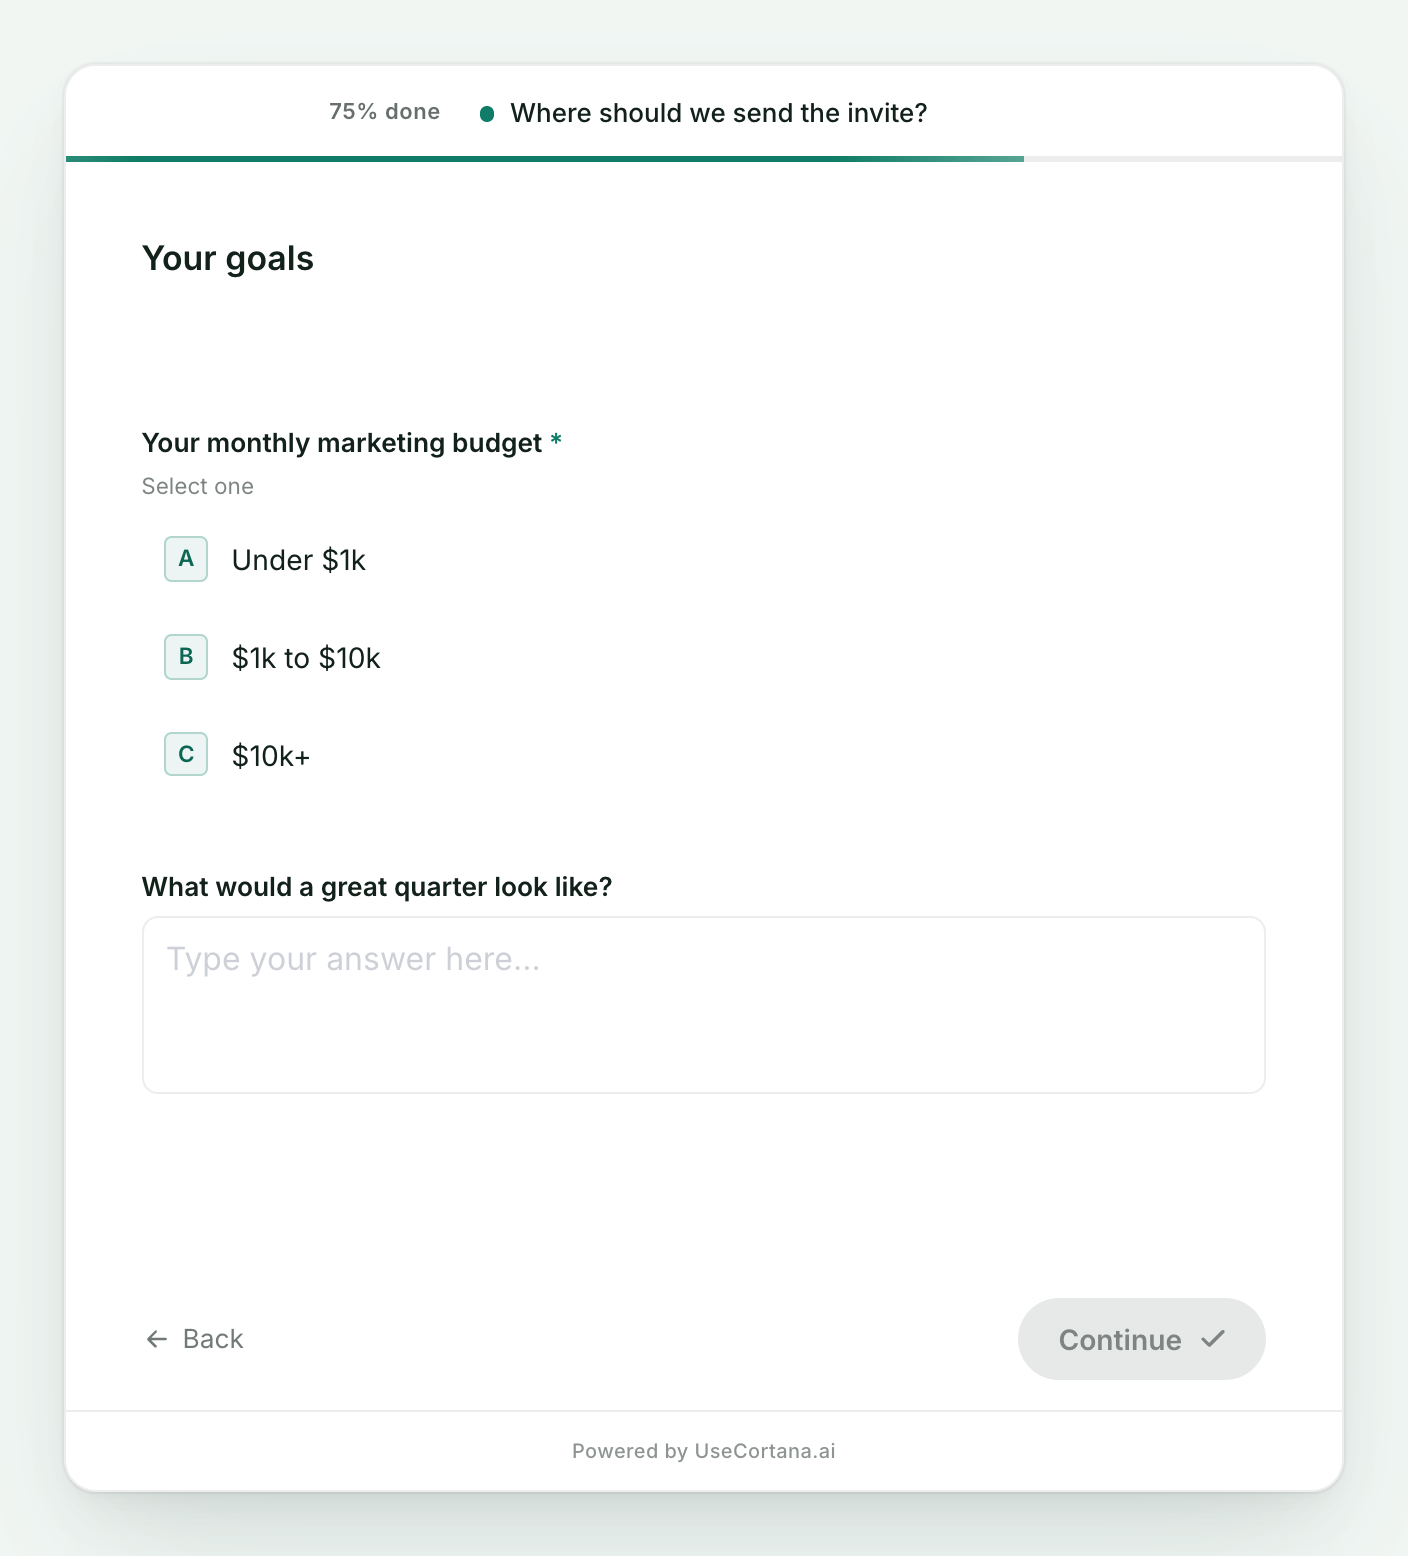 75% done
Where should we send the invite?
Your goals
Your monthly marketing budget *
Select one
A Under $1k
B $1k to $10k
C $10k+
What would a great quarter look like?
Type your answer here...
← Back
Continue ✓
Powered by UseCortana.ai